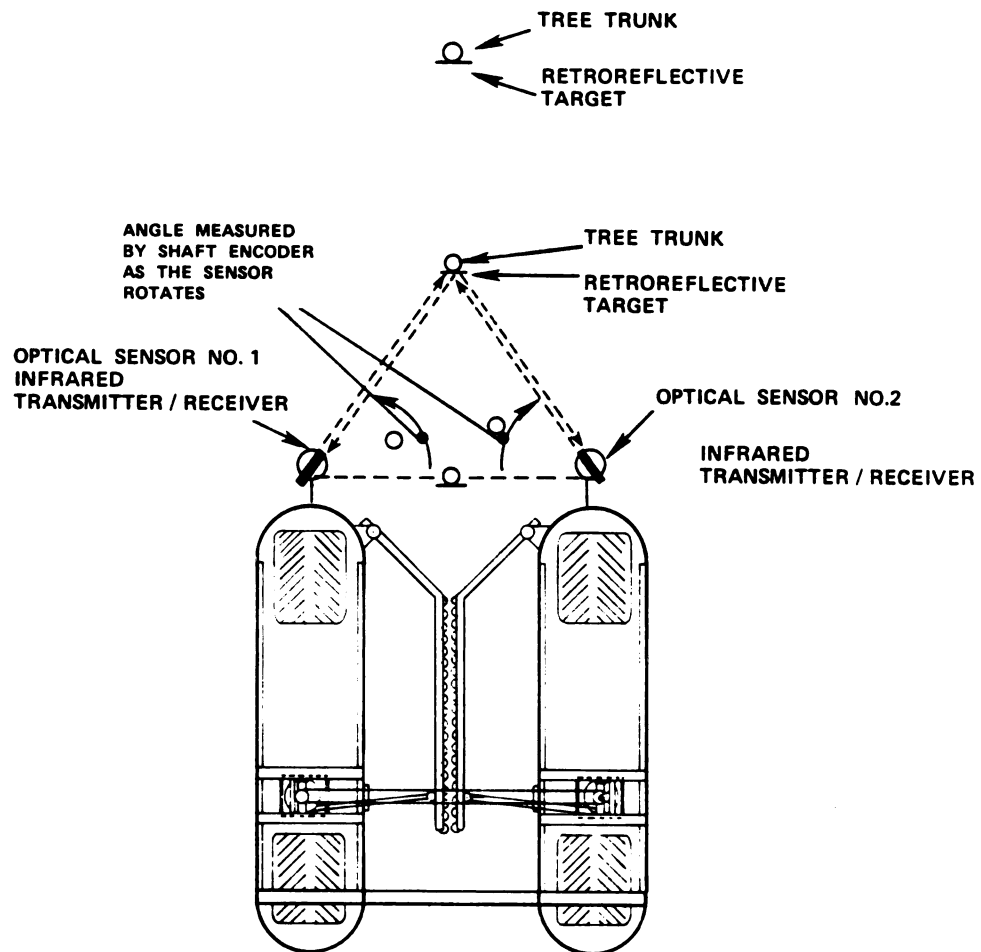 TREE TRUNK
RETROREFLECTIVE
TARGET
ANGLE MEASURED
BY SHAFT ENCODER
AS THE SENSOR
ROTATES
TREE TRUNK
RETROREFLECTIVE
TARGET
OPTICAL SENSOR NO. 1
INFRARED
TRANSMITTER / RECEIVER
OPTICAL SENSOR NO.2
INFRARED
TRANSMITTER / RECEIVER